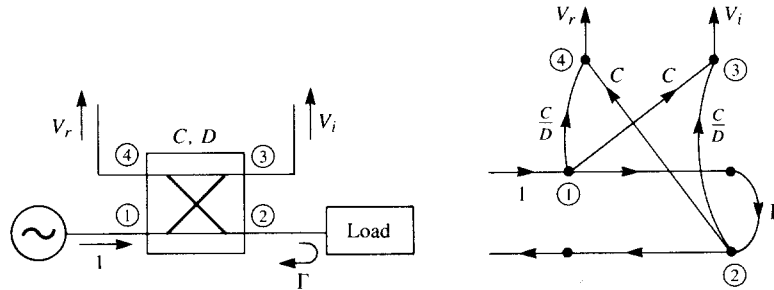 V_r
V_i
C, D
④
③
①
②
1
Γ
Load
V_r
V_i
④
③
C
C
C/D
C/D
1
①
Γ
②